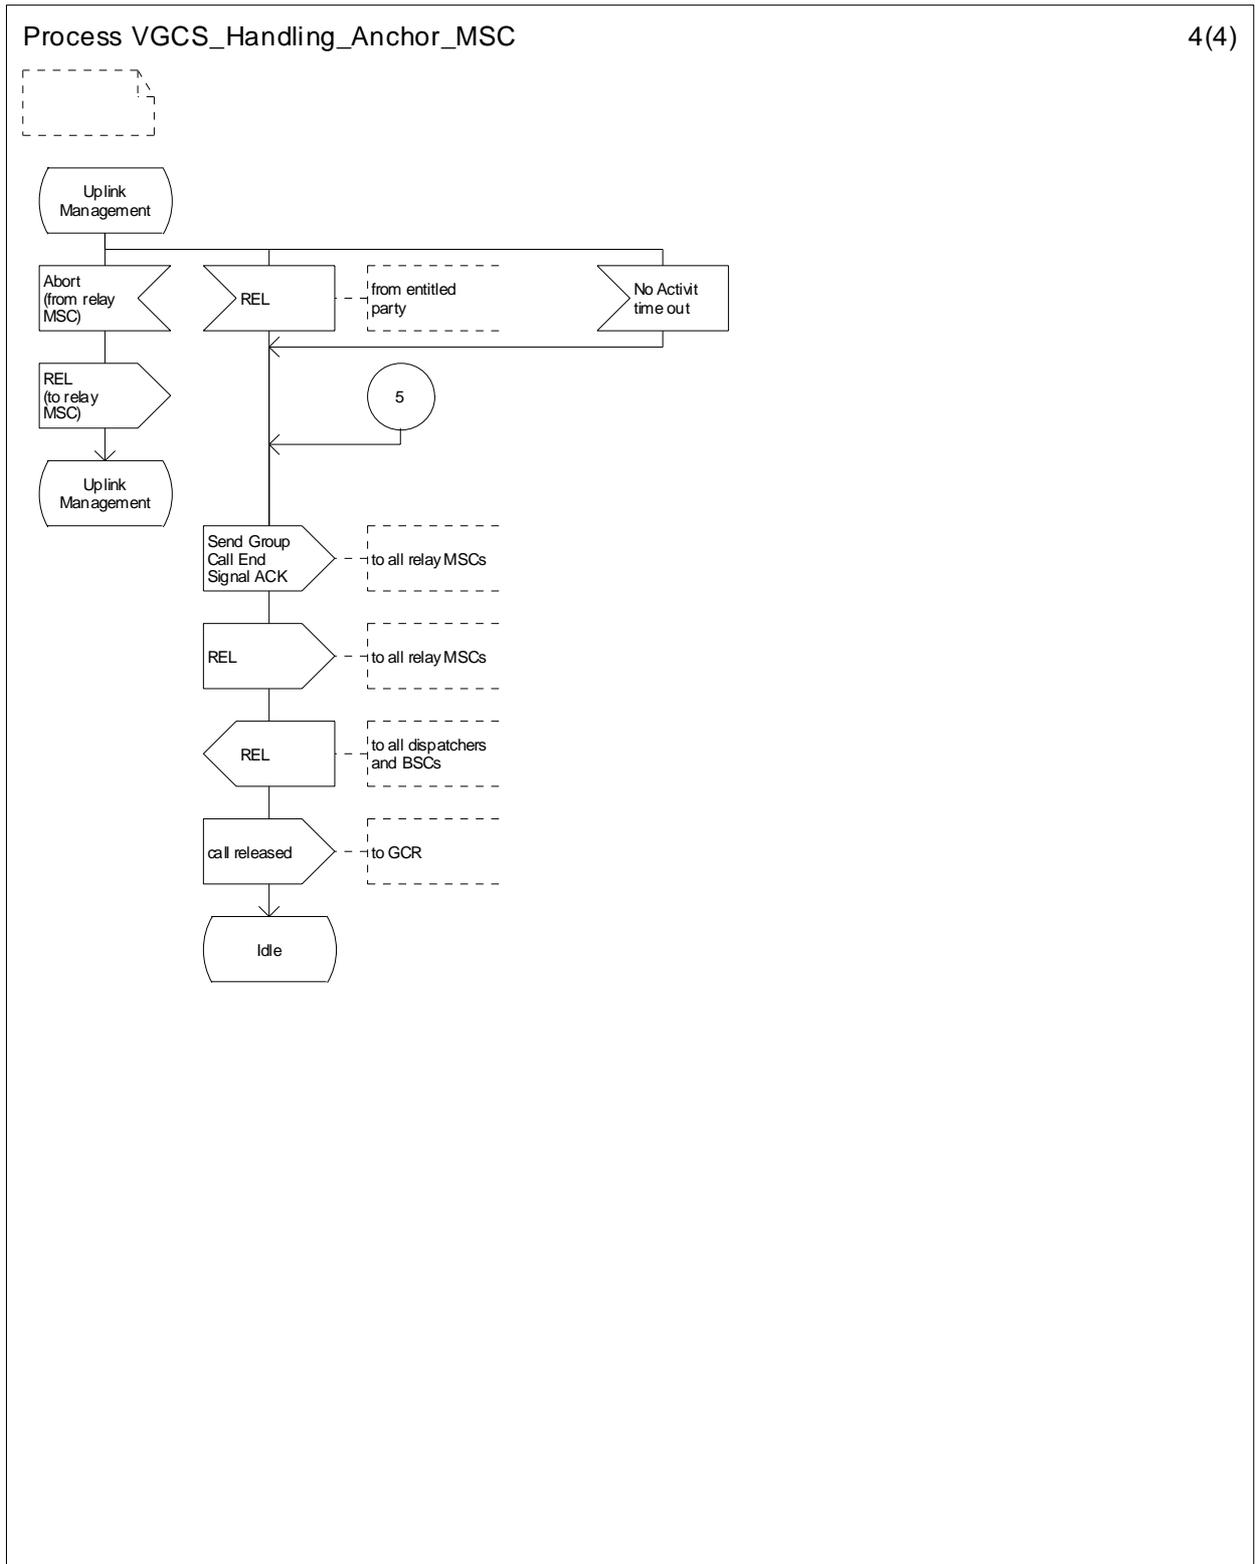 Process VGCS_Handling_Anchor_MSC
4(4)
Uplink
Management
Abort
(from relay
MSC)
REL
from entitled
party
No Activit
time out
REL
(to relay
MSC)
5
Uplink
Management
Send Group
Call End
Signal ACK
to all relay MSCs
REL
to all relay MSCs
REL
to all dispatchers
and BSCs
call released
to GCR
Idle